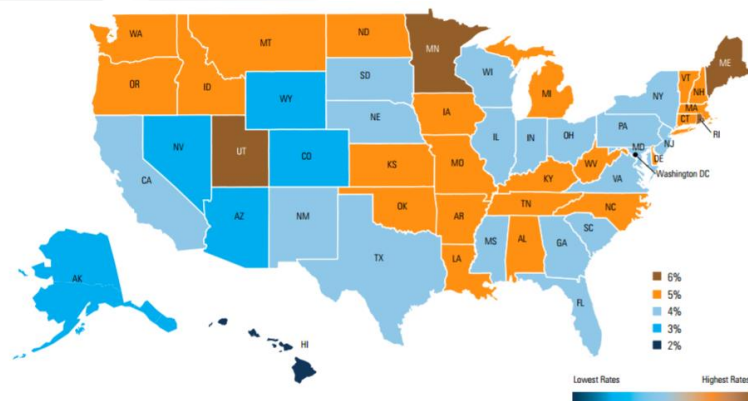 WA
MT
ND
MN
ME
OR
ID
SD
WI
VT
NH
NY
MA
CT
RI
WY
MI
IA
NE
PA
NJ
NV
UT
CO
IL
IN
OH
MD
DE
Washington DC
CA
KS
MO
WV
VA
KY
AZ
NM
OK
AR
TN
NC
SC
MS
AL
GA
TX
LA
FL
AK
HI
6%
5%
4%
3%
2%
Lowest Rates
Highest Rates